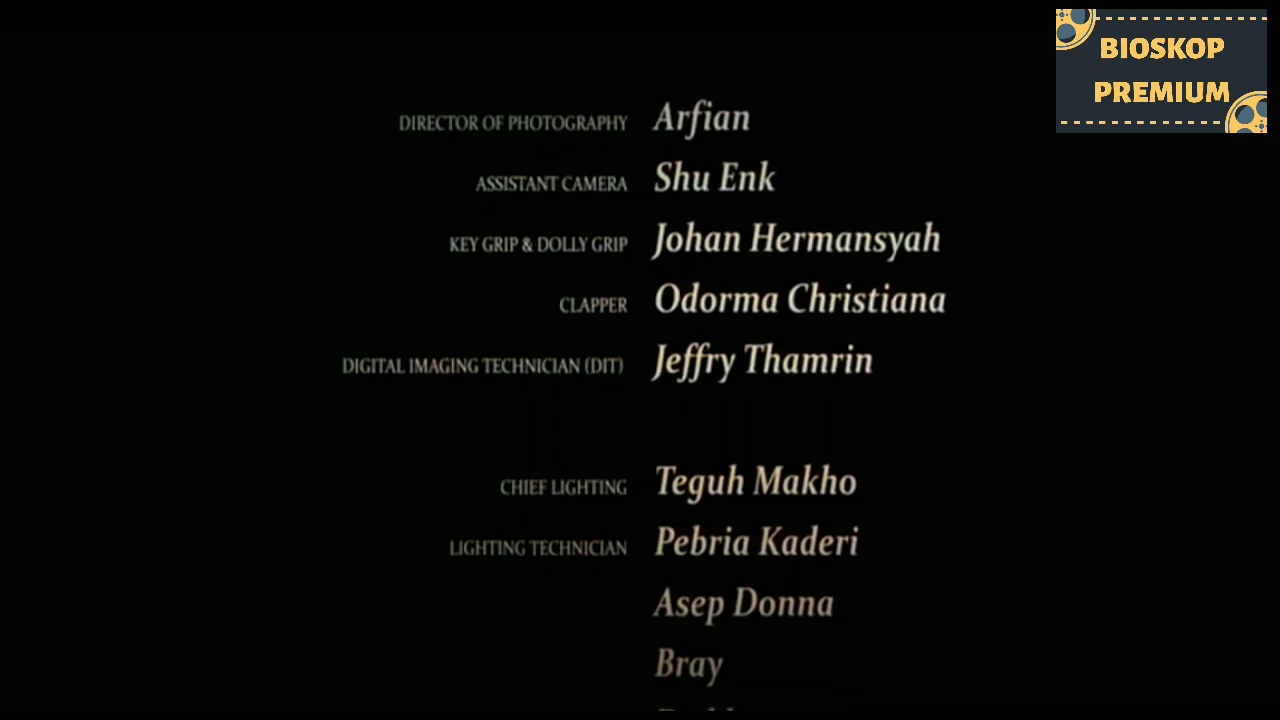 BIOSKOP
PREMIUM
DIRECTOR OF PHOTOGRAPHY Arfian
ASSISTANT CAMERA Shu Enk
KEY GRIP & DOLLY GRIP Johan Hermansyah
CLAPPER Odorma Christiana
DIGITAL IMAGING TECHNICIAN (DIT) Jeffry Thamrin
CHIEF LIGHTING Teguh Makho
LIGHTING TECHNICIAN Pebria Kaderi
Asep Donna
Bray